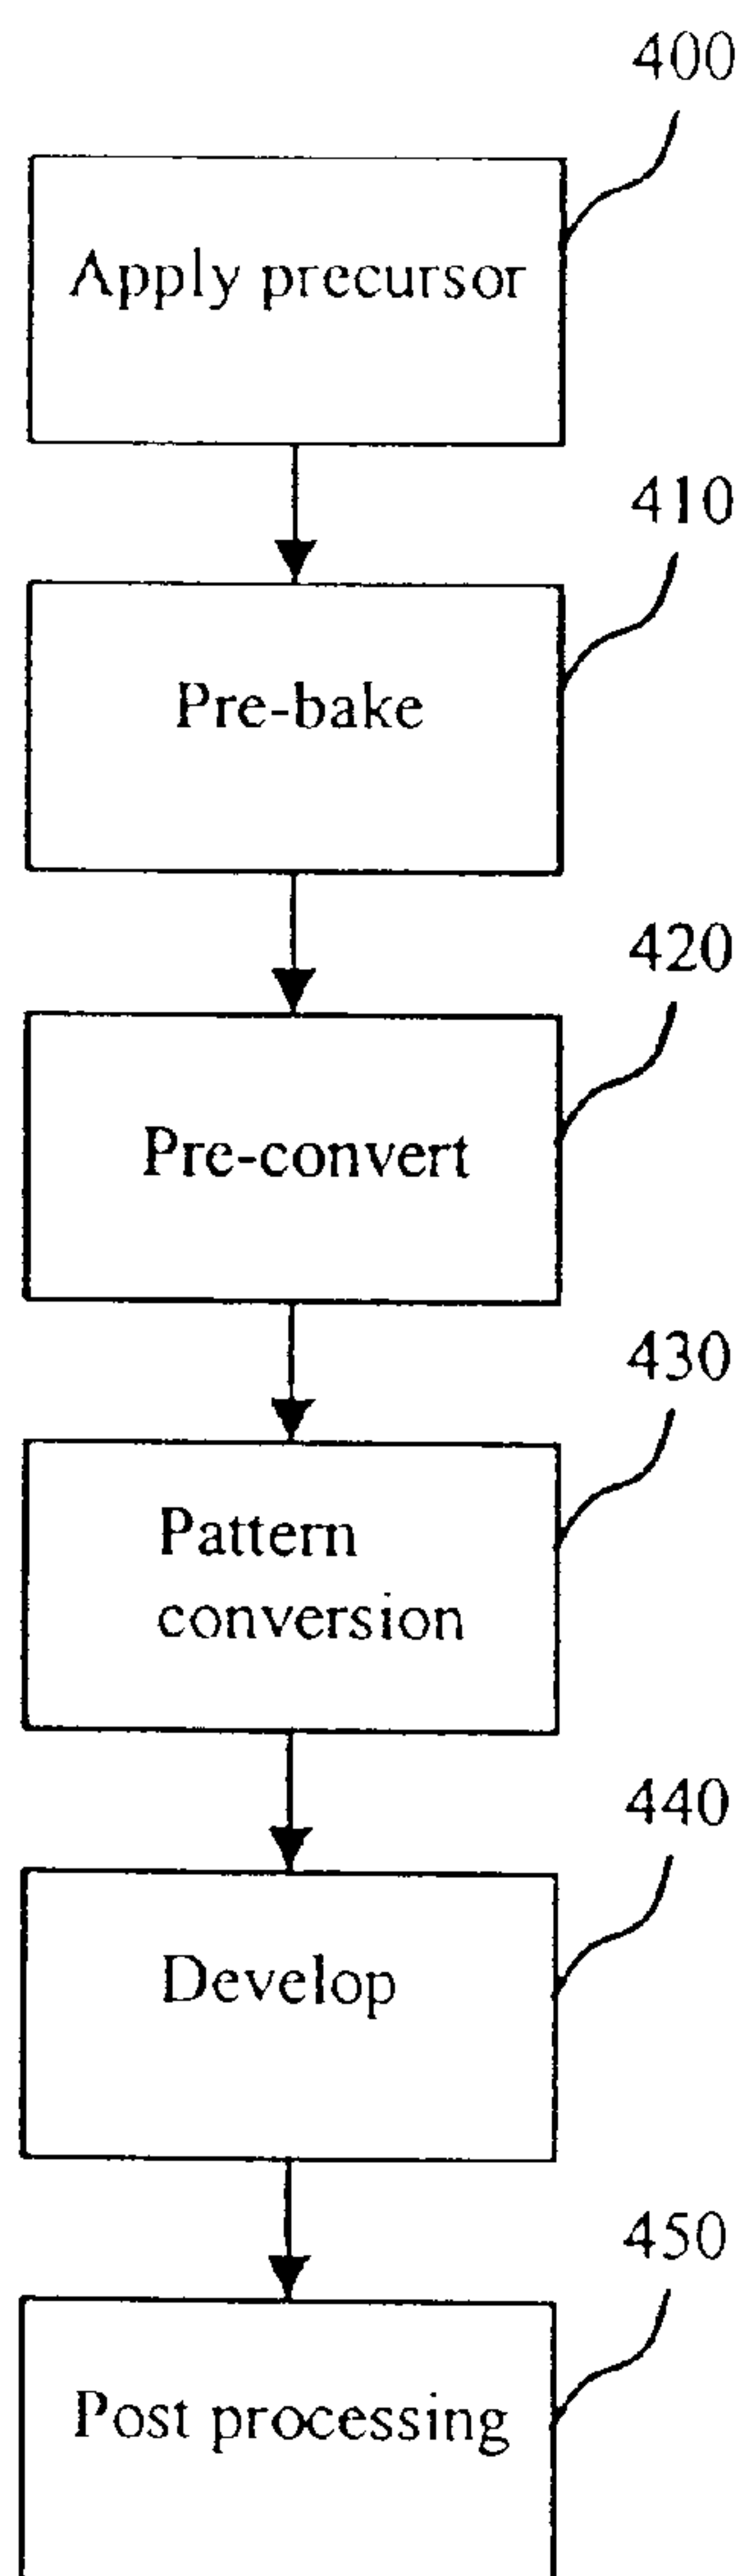 400
Apply precursor
410
Pre-bake
420
Pre-convert
430
Pattern
conversion
440
Develop
450
Post processing